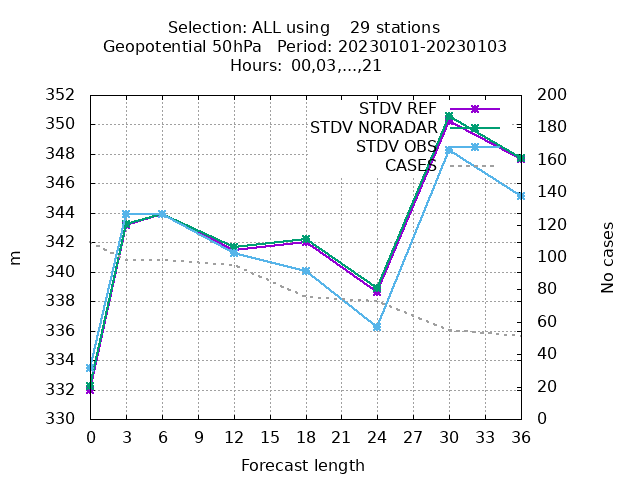 Selection: ALL using    29 stations
Geopotential 50hPa   Period: 20230101-20230103
Hours:  00,03,...,21
352
350
348
346
344
342
340
338
336
334
332
330
m
STDV REF
STDV NORADAR
STDV OBS
CASES
200
180
160
140
120
100
80
60
40
20
0
No cases
0 3 6 9 12 15 18 21 24 27 30 33 36
Forecast length